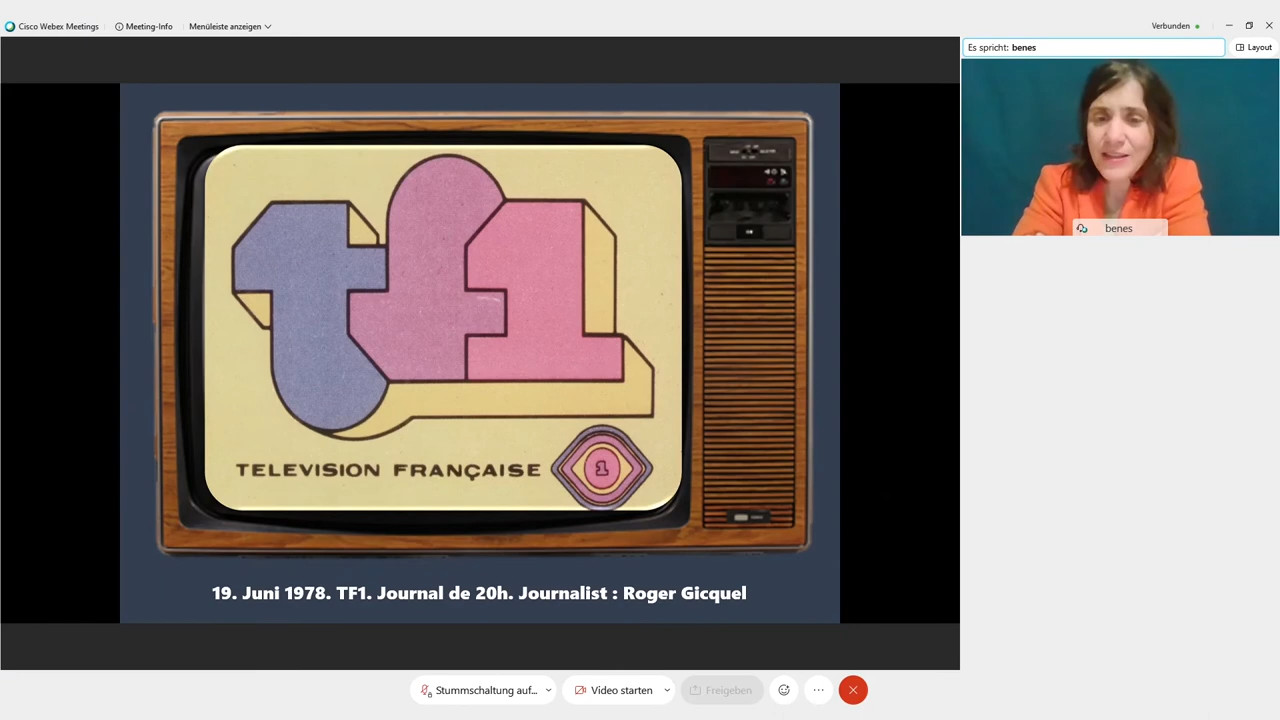 Cisco Webex Meetings
Meeting-Info
Menüleiste anzeigen
Verbunden
Es spricht: benes
Layout
benes
tf1
TELEVISION FRANÇAISE
1
19. Juni 1978. TF1. Journal de 20h. Journalist : Roger Gicquel
Stummschaltung auf...
Video starten
Freigeben